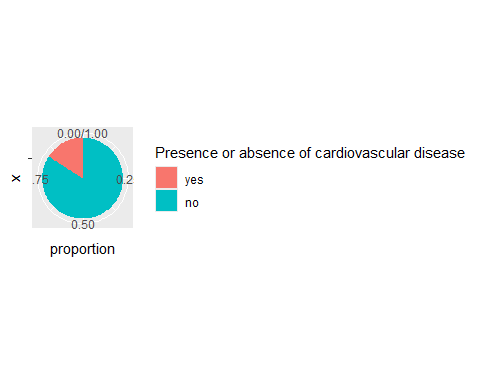 0.00/1.00
Presence or absence of cardiovascular disease
x
.75
0.2
yes
no
0.50
proportion